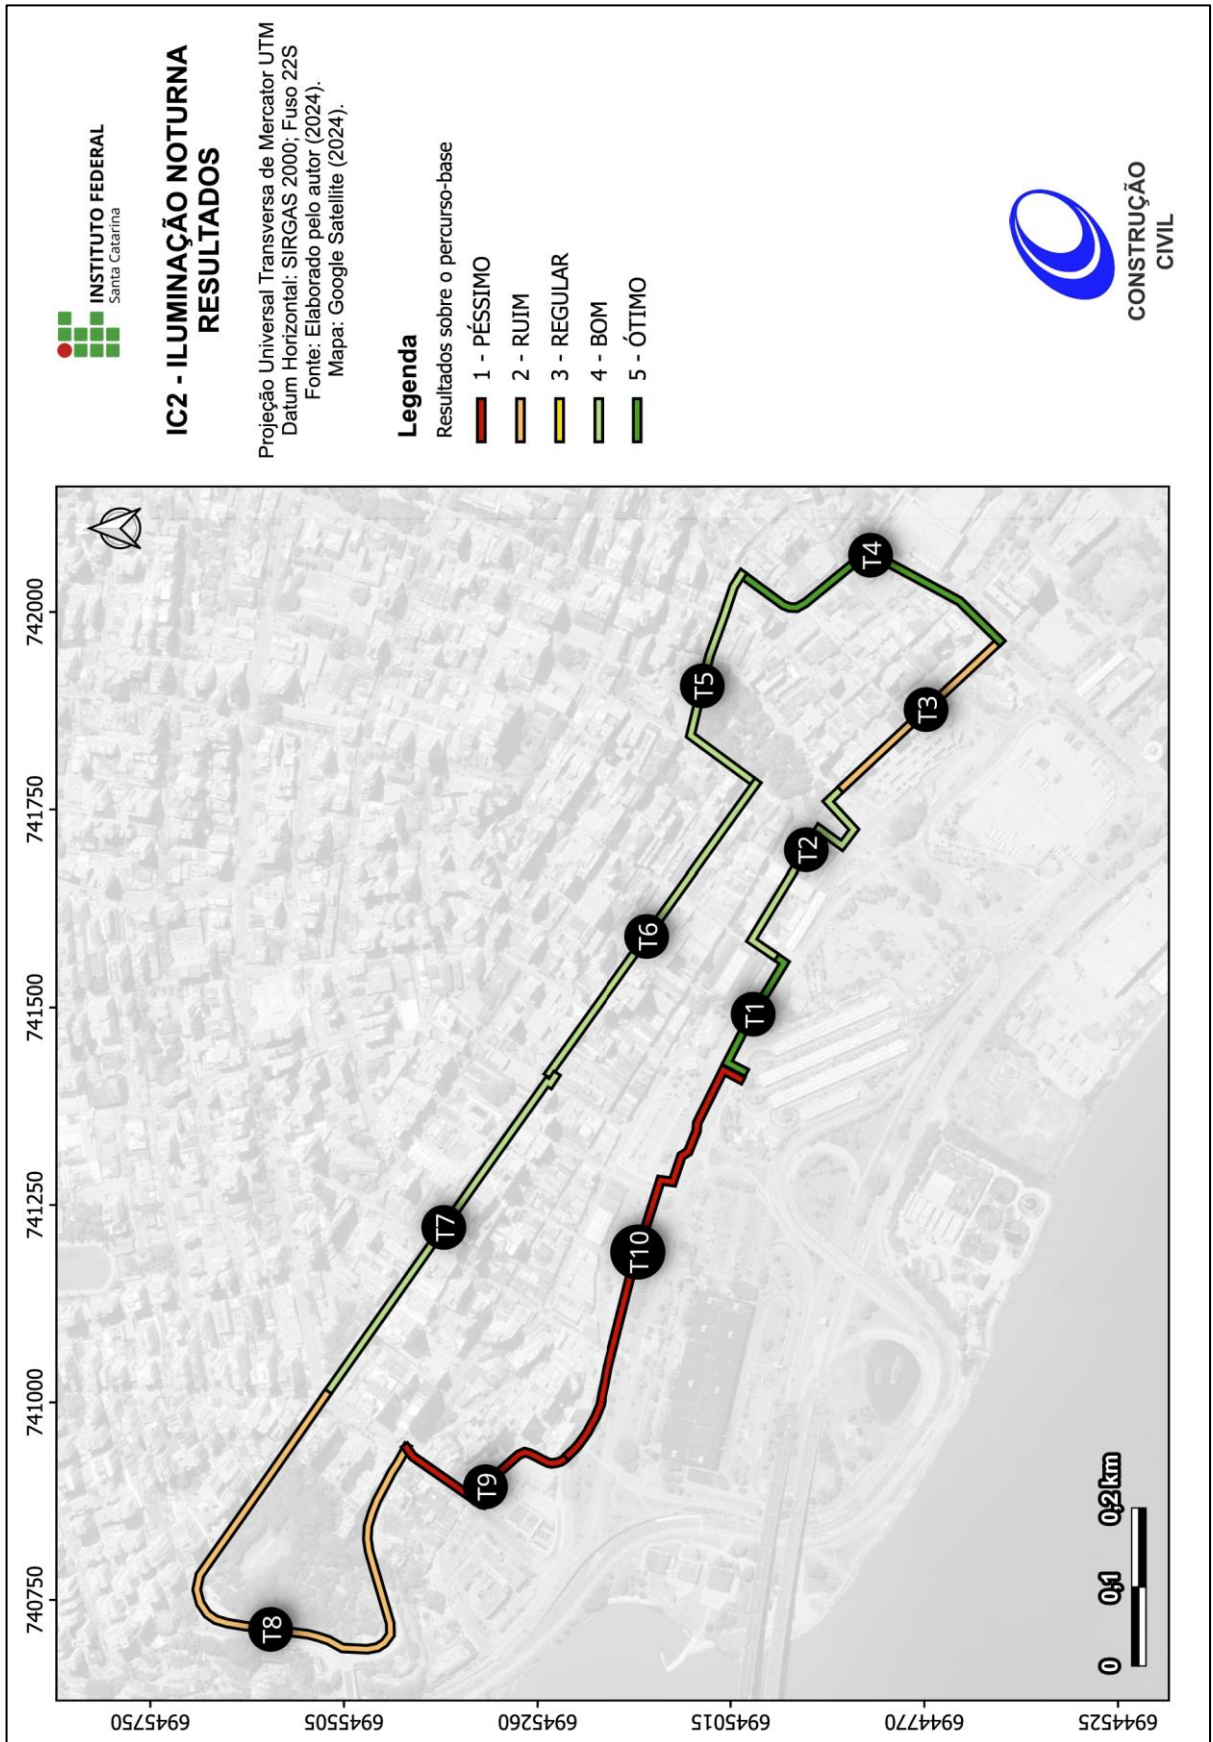 INSTITUTO FEDERAL
Santa Catarina
IC2 - ILUMINAÇÃO NOTURNA
RESULTADOS
Projeção Universal Transversa de Mercator UTM
Datum Horizontal: SIRGAS 2000; Fuso 22S
Fonte: Elaborado pelo autor (2024).
Mapa: Google Satellite (2024).
Legenda
Resultados sobre o percurso-base
1 - PÉSSIMO
2 - RUIM
3 - REGULAR
4 - BOM
5 - ÓTIMO
CONSTRUÇÃO
CIVIL
740750
741000
741250
741500
741750
742000
6945750
6945505
6945260
6945015
6944770
6944525
T8
T7
T9
T6
T5
T10
T1
T2
T4
T3
0
0,1
0,2 km